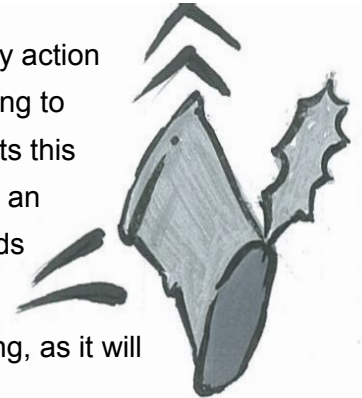 y action
ng to
ts this
an
ds
ng, as it will